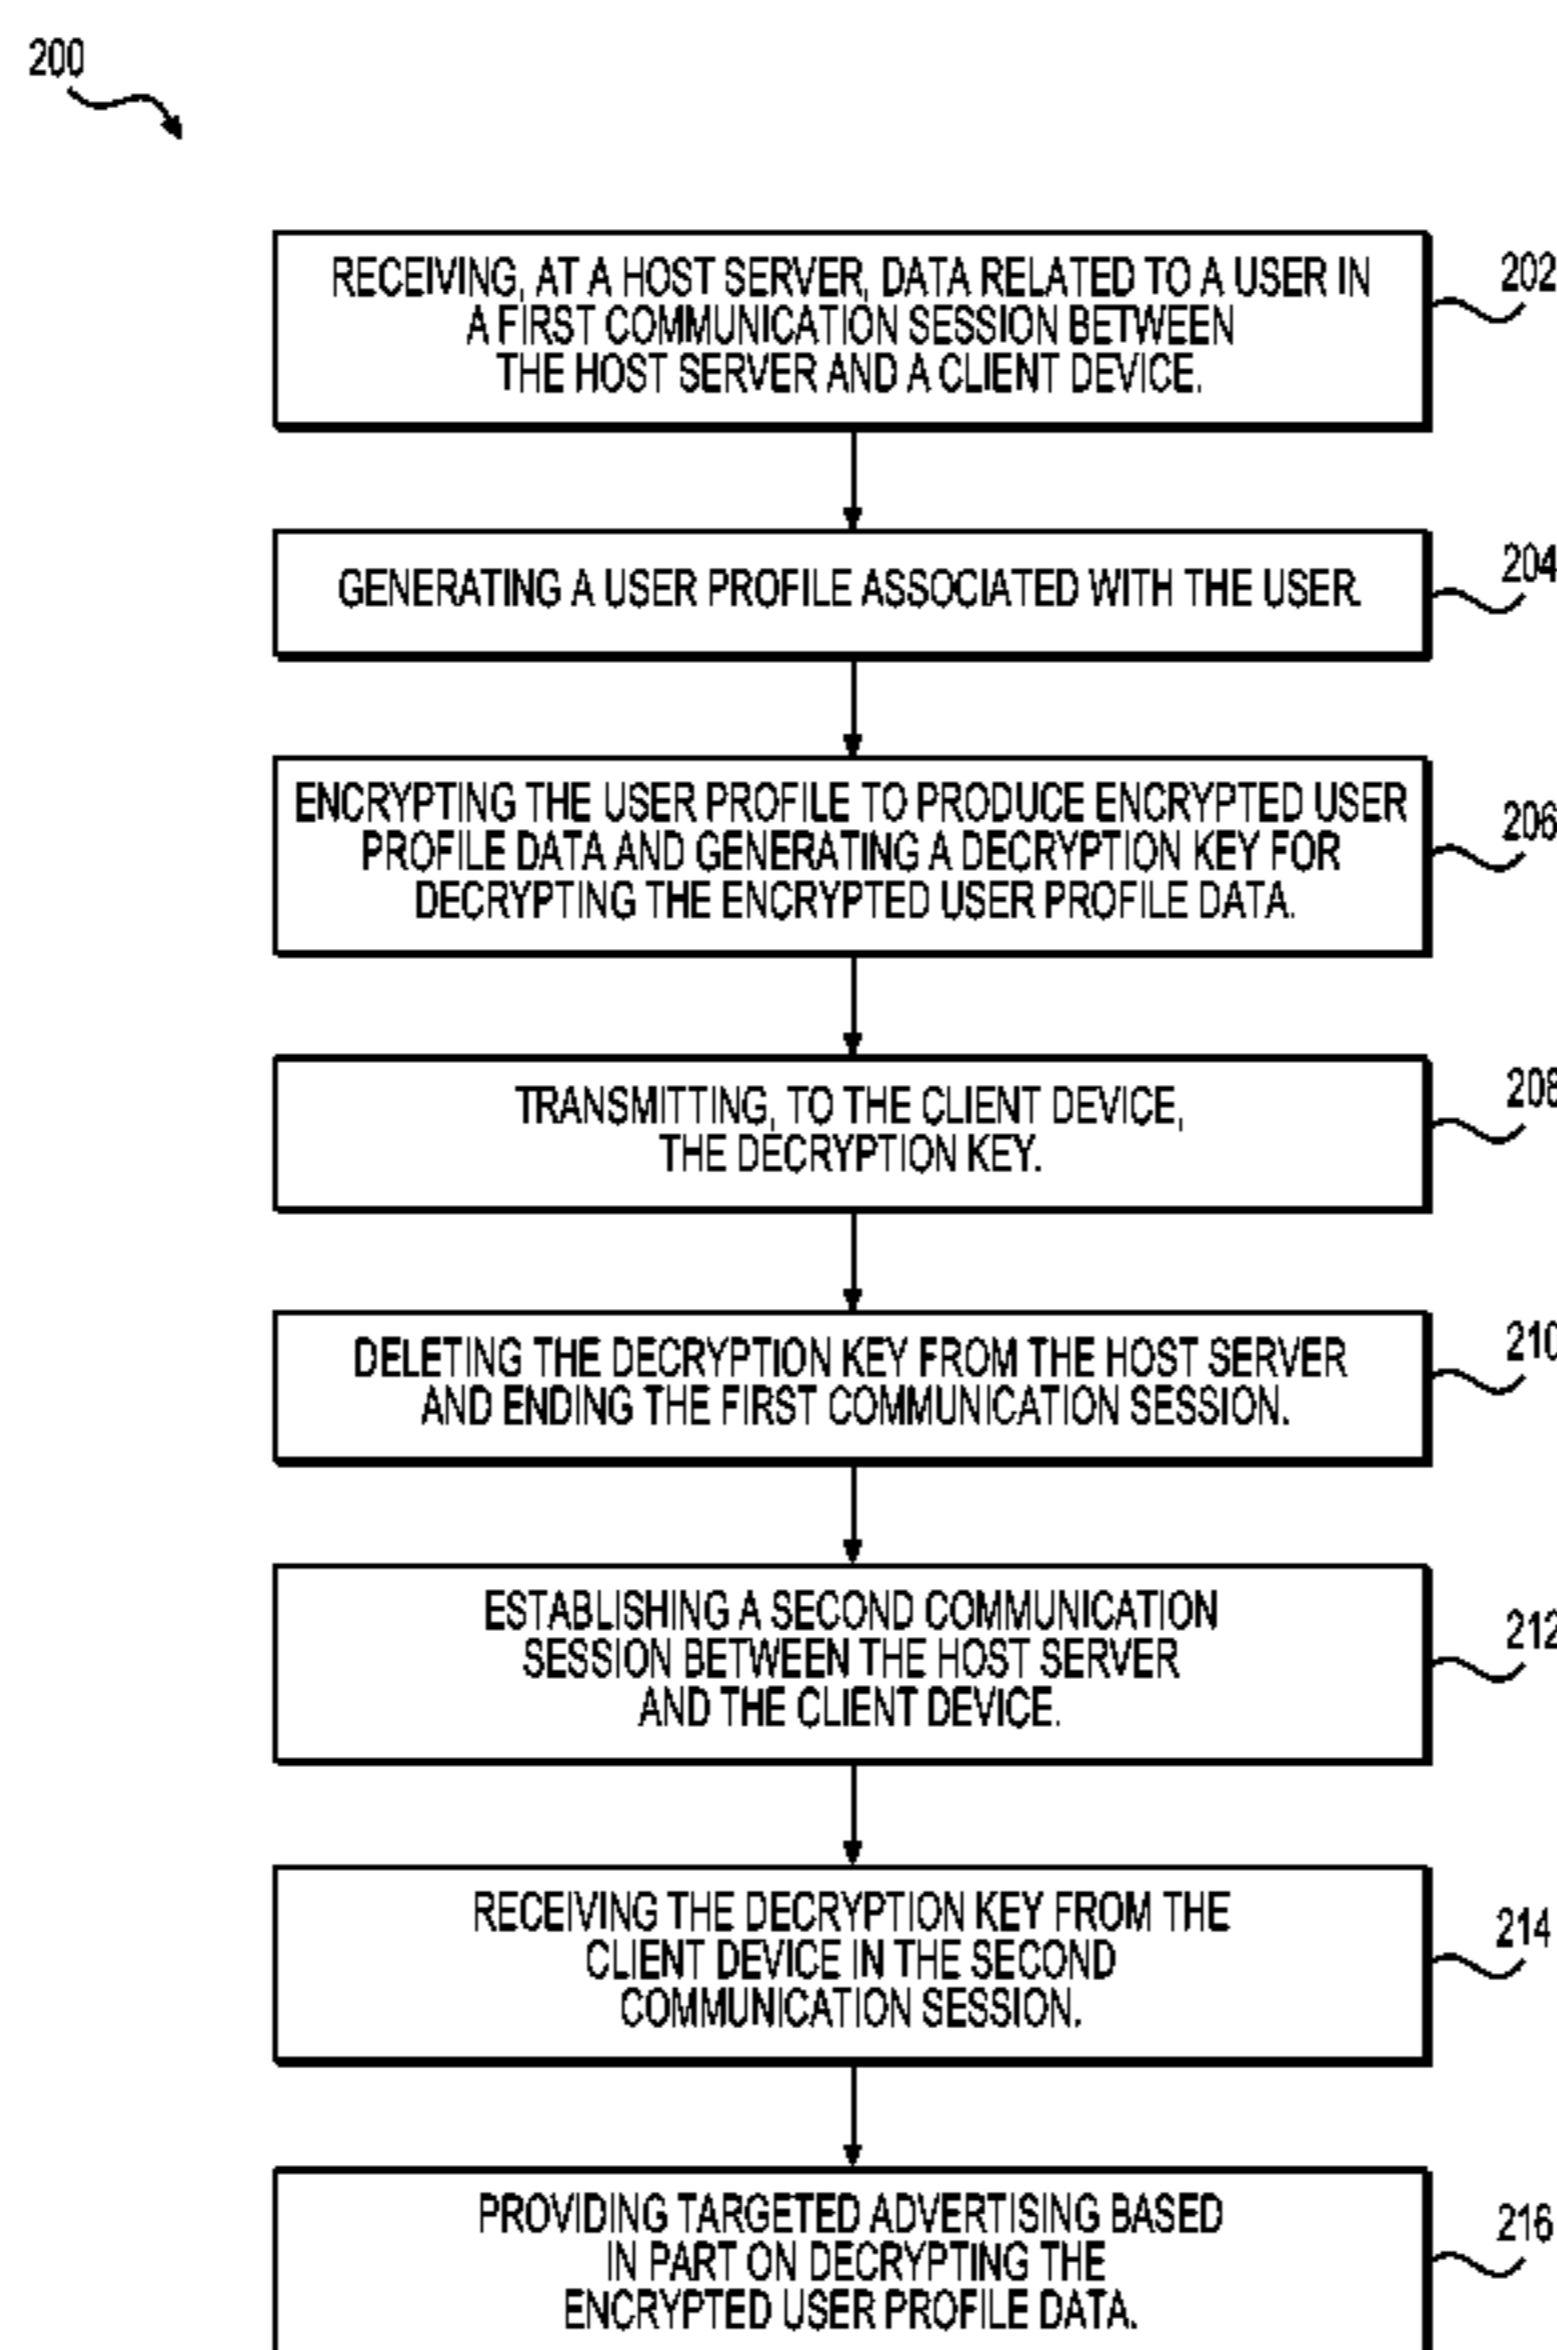 200
RECEIVING, AT A HOST SERVER, DATA RELATED TO A USER IN
A FIRST COMMUNICATION SESSION BETWEEN
THE HOST SERVER AND A CLIENT DEVICE.
202
GENERATING A USER PROFILE ASSOCIATED WITH THE USER.
204
ENCRYPTING THE USER PROFILE TO PRODUCE ENCRYPTED USER
PROFILE DATA AND GENERATING A DECRYPTION KEY FOR
DECRYPTING THE ENCRYPTED USER PROFILE DATA.
206
TRANSMITTING, TO THE CLIENT DEVICE,
THE DECRYPTION KEY.
208
DELETING THE DECRYPTION KEY FROM THE HOST SERVER
AND ENDING THE FIRST COMMUNICATION SESSION.
210
ESTABLISHING A SECOND COMMUNICATION
SESSION BETWEEN THE HOST SERVER
AND THE CLIENT DEVICE.
212
RECEIVING THE DECRYPTION KEY FROM THE
CLIENT DEVICE IN THE SECOND
COMMUNICATION SESSION.
214
PROVIDING TARGETED ADVERTISING BASED
IN PART ON DECRYPTING THE
ENCRYPTED USER PROFILE DATA.
216